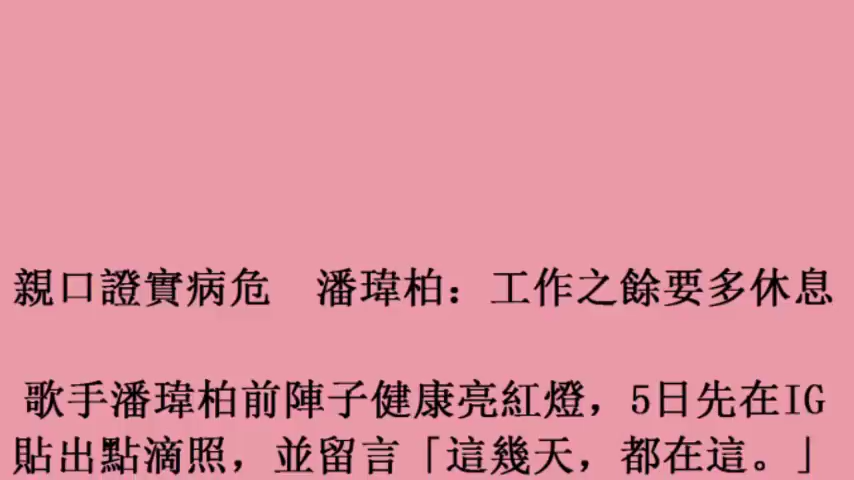 親口證實病危　潘瑋柏：工作之餘要多休息
歌手潘瑋柏前陣子健康亮紅燈，5日先在IG
貼出點滴照，並留言「這幾天，都在這。」